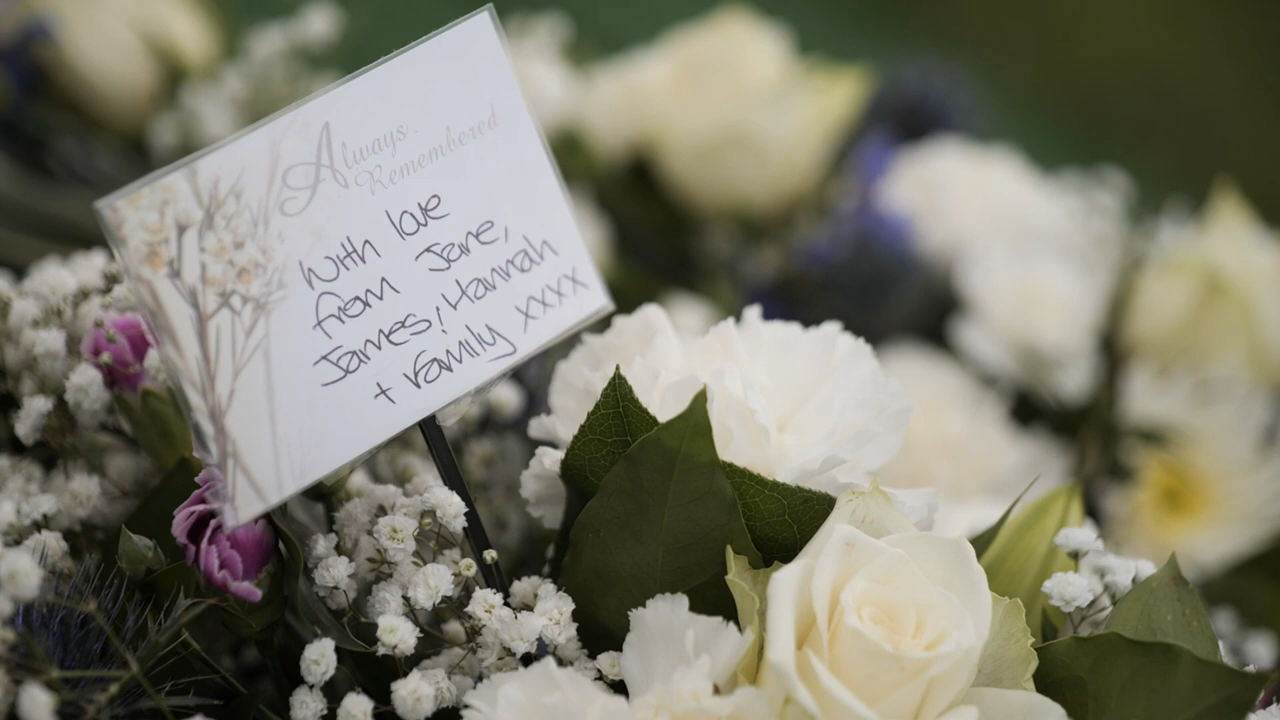 Always
Remembered
With love
from Jane,
James, Hannah
+ Family xxxx